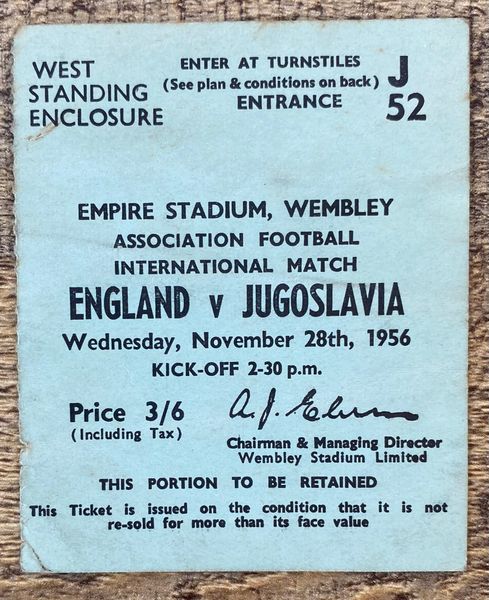 WEST
STANDING
ENCLOSURE
ENTER AT TURNSTILES
(See plan & conditions on back)
ENTRANCE
J
52
EMPIRE STADIUM, WEMBLEY
ASSOCIATION FOOTBALL
INTERNATIONAL MATCH
ENGLAND v JUGOSLAVIA
Wednesday, November 28th, 1956
KICK-OFF 2-30 p.m.
Price 3/6
(Including Tax)
Chairman & Managing Director
Wembley Stadium Limited
THIS PORTION TO BE RETAINED
This Ticket is issued on the condition that it is not
re-sold for more than its face value